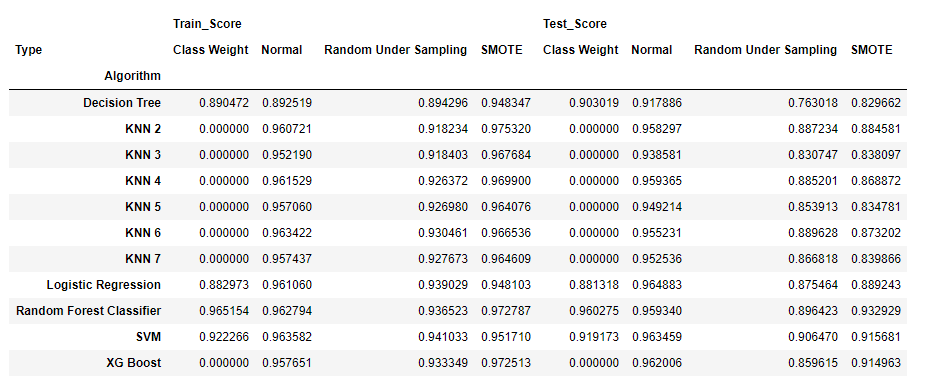 Train_Score Test_Score
Type Class Weight Normal Random Under Sampling SMOTE Class Weight Normal Random Under Sampling SMOTE
Algorithm
Decision Tree 0.890472 0.892519 0.894296 0.948347 0.903019 0.917886 0.763018 0.829662
KNN 2 0.000000 0.960721 0.918234 0.975320 0.000000 0.958297 0.887234 0.884581
KNN 3 0.000000 0.952190 0.918403 0.967684 0.000000 0.938581 0.830747 0.838097
KNN 4 0.000000 0.961529 0.926372 0.969900 0.000000 0.959365 0.885201 0.868872
KNN 5 0.000000 0.957060 0.926980 0.964076 0.000000 0.949214 0.853913 0.834781
KNN 6 0.000000 0.963422 0.930461 0.966536 0.000000 0.955231 0.889628 0.873202
KNN 7 0.000000 0.957437 0.927673 0.964609 0.000000 0.952536 0.866818 0.839866
Logistic Regression 0.882973 0.961060 0.939029 0.948103 0.881318 0.964883 0.875464 0.889243
Random Forest Classifier 0.965154 0.962794 0.936523 0.972787 0.960275 0.959340 0.896423 0.932929
SVM 0.922266 0.963582 0.941033 0.951710 0.919173 0.963459 0.906470 0.915681
XG Boost 0.000000 0.957651 0.933349 0.972513 0.000000 0.962006 0.859615 0.914963